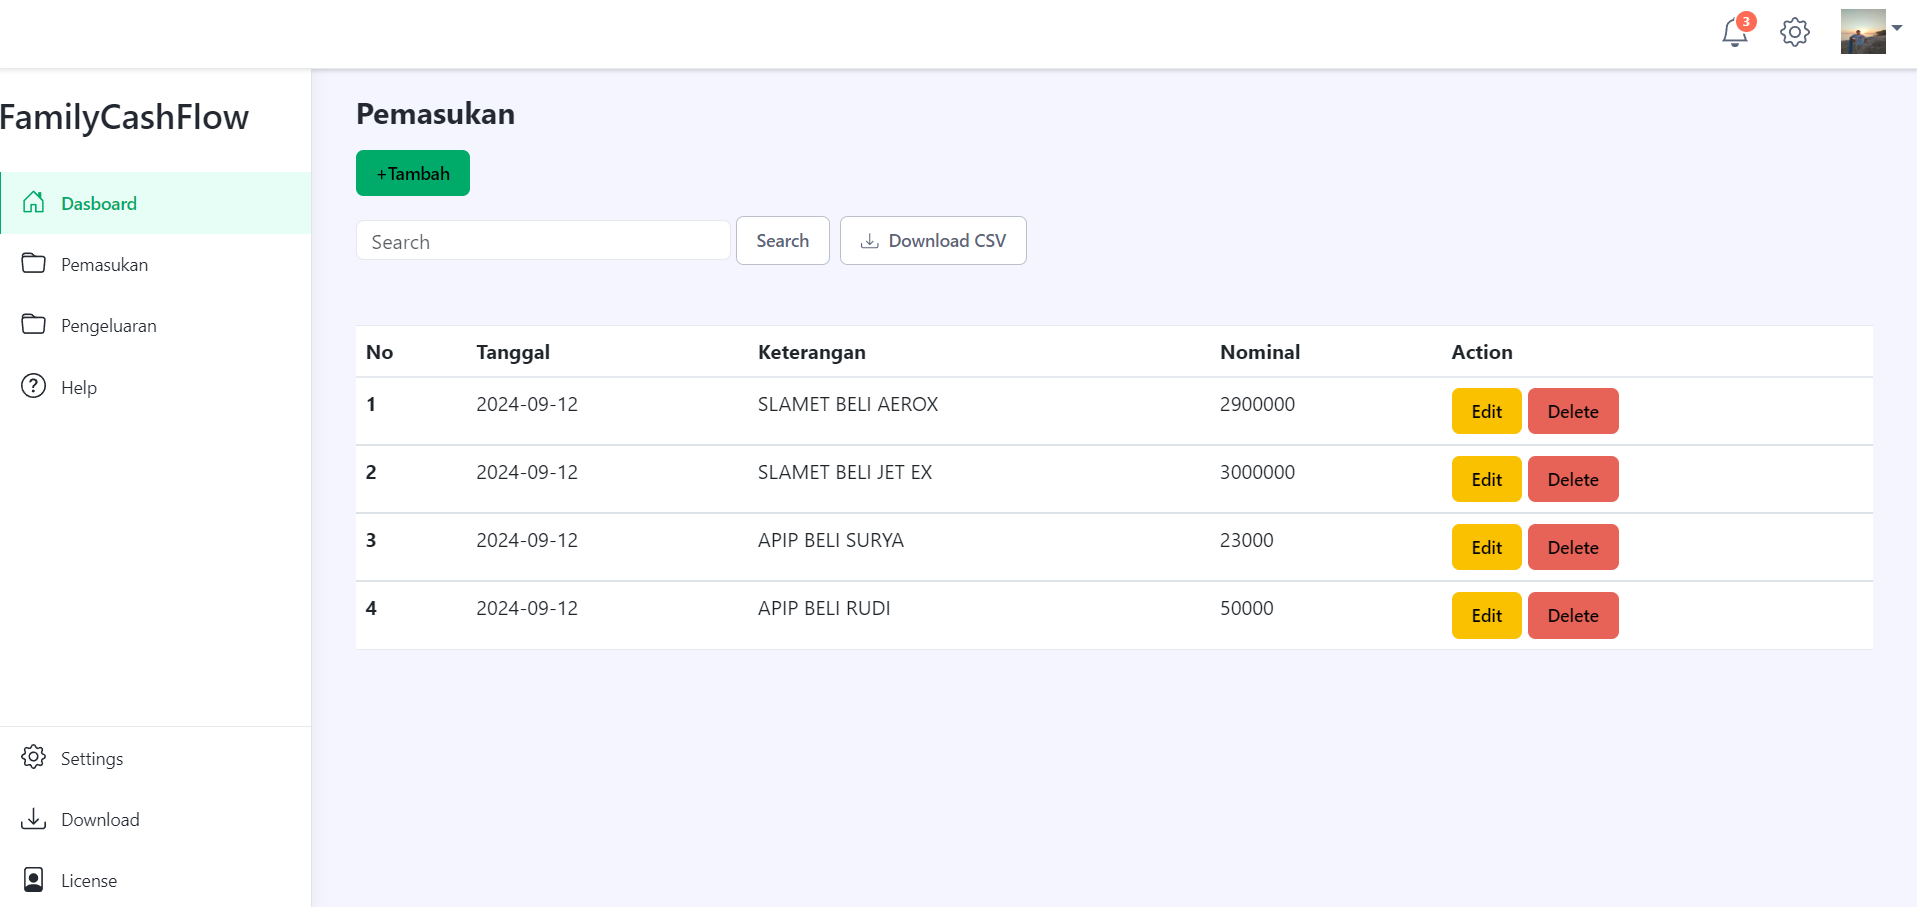 3
FamilyCashFlow
Dasboard
Pemasukan
Pengeluaran
Help
Settings
Download
License
Pemasukan
+Tambah
Search Search Download CSV
No Tanggal Keterangan Nominal Action
1 2024-09-12 SLAMET BELI AEROX 2900000 Edit Delete
2 2024-09-12 SLAMET BELI JET EX 3000000 Edit Delete
3 2024-09-12 APIP BELI SURYA 23000 Edit Delete
4 2024-09-12 APIP BELI RUDI 50000 Edit Delete